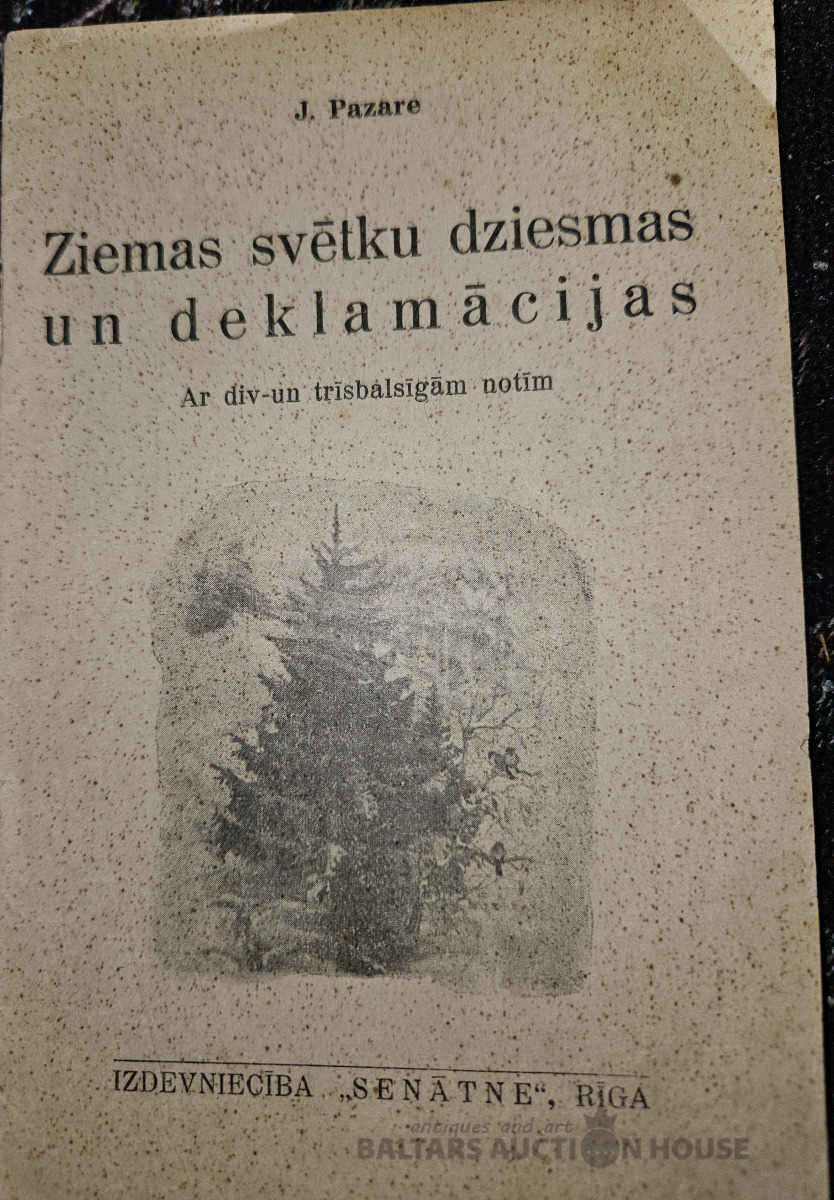 J. Pazare
Ziemas svētku dziesmas
un deklamācijas
Ar div-un trīsbalsīgām notīm
IZDEVNIECĪBA „SENĀTNE“, RĪGA
antiques and art
BALTARS AUCTION HOUSE